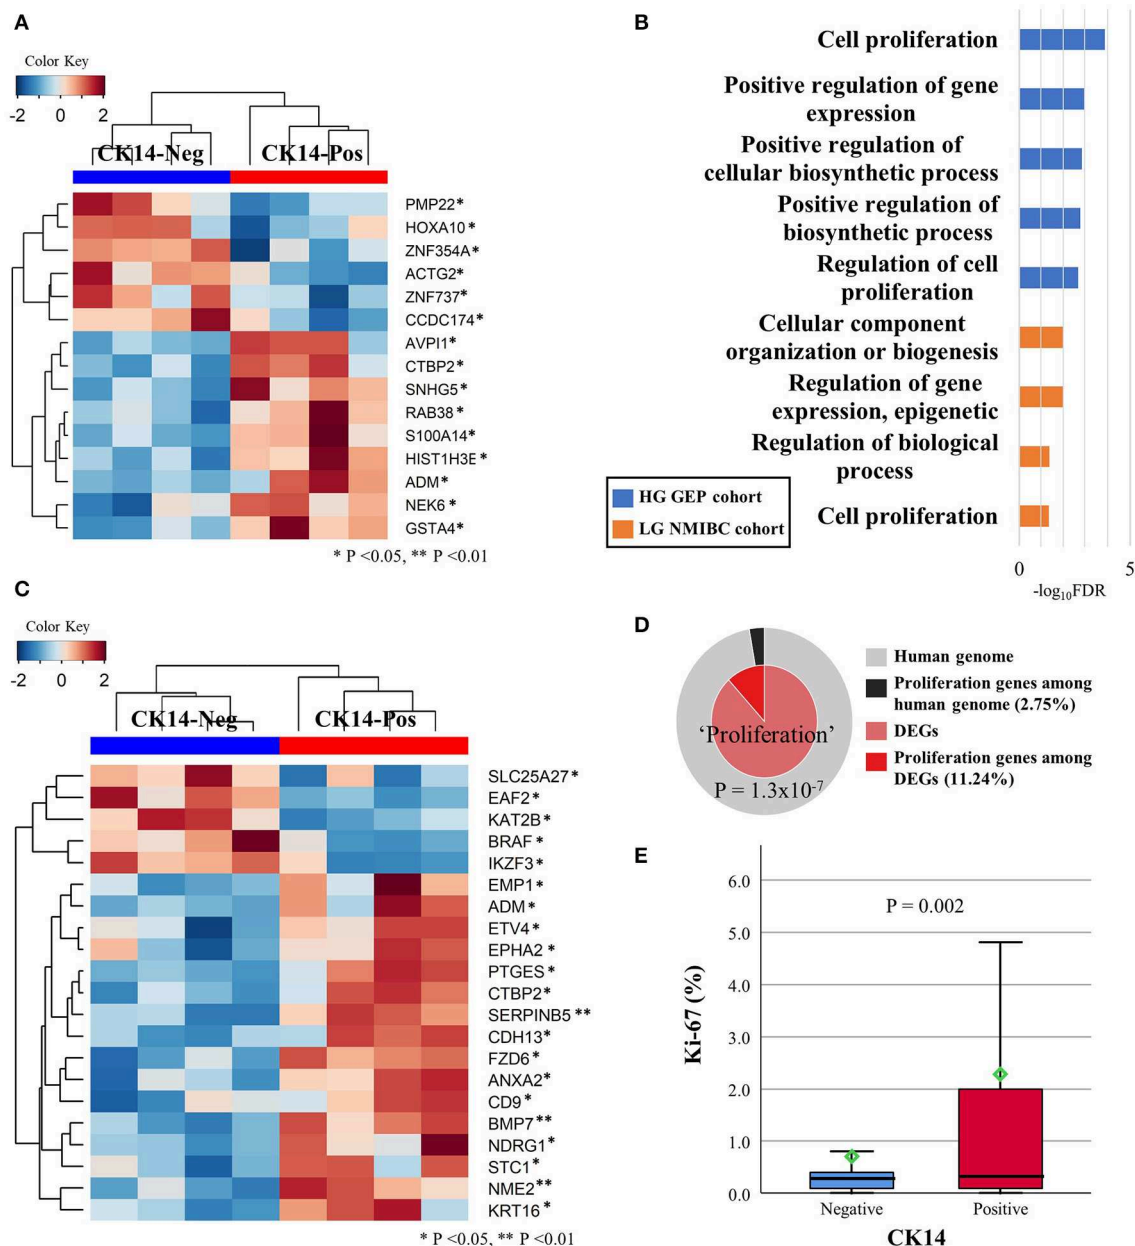 A
Color Key
-2 0 2
CK14-Neg CK14-Pos
PMP22*
HOXA10*
ZNF354A*
ACTG2*
ZNF737*
CCDC174*
AVPI1*
CTBP2*
SNHG5*
RAB38*
S100A14*
HIST1H3E*
ADM*
NEK6*
GSTA4*
* P <0.05, ** P <0.01
B
Cell proliferation
Positive regulation of gene
expression
Positive regulation of
cellular biosynthetic process
Positive regulation of
biosynthetic process
Regulation of cell
proliferation
Cellular component
organization or biogenesis
Regulation of gene
expression, epigenetic
Regulation of biological
process
Cell proliferation
HG GEP cohort
LG NMIBC cohort
0 5
-log₁₀FDR
C
Color Key
-2 0 2
CK14-Neg CK14-Pos
SLC25A27*
EAF2*
KAT2B*
BRAF*
IKZF3*
EMP1*
ADM*
ETV4*
EPHA2*
PTGES*
CTBP2*
SERPINB5**
CDH13*
FZD6*
ANXA2*
CD9*
BMP7**
NDRG1*
STC1*
NME2**
KRT16*
* P <0.05, ** P <0.01
D
‘Proliferation’
P = 1.3x10⁻⁷
Human genome
Proliferation genes among
human genome (2.75%)
DEGs
Proliferation genes among
DEGs (11.24%)
E
P = 0.002
Ki-67 (%)
6.0
5.0
4.0
3.0
2.0
1.0
0.0
Negative Positive
CK14